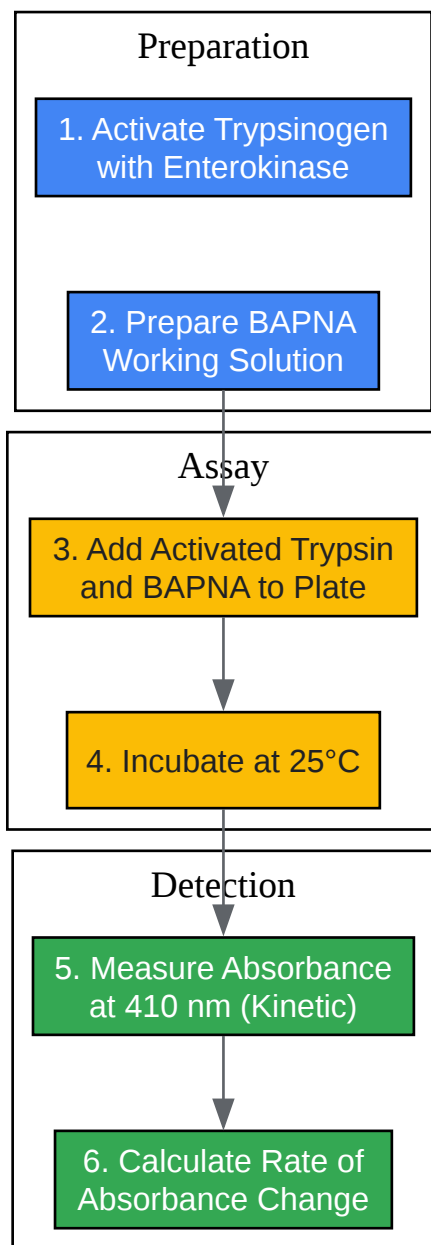 Preparation
1. Activate Trypsinogen
with Enterokinase
2. Prepare BAPNA
Working Solution
Assay
3. Add Activated Trypsin
and BAPNA to Plate
4. Incubate at 25°C
Detection
5. Measure Absorbance
at 410 nm (Kinetic)
6. Calculate Rate of
Absorbance Change